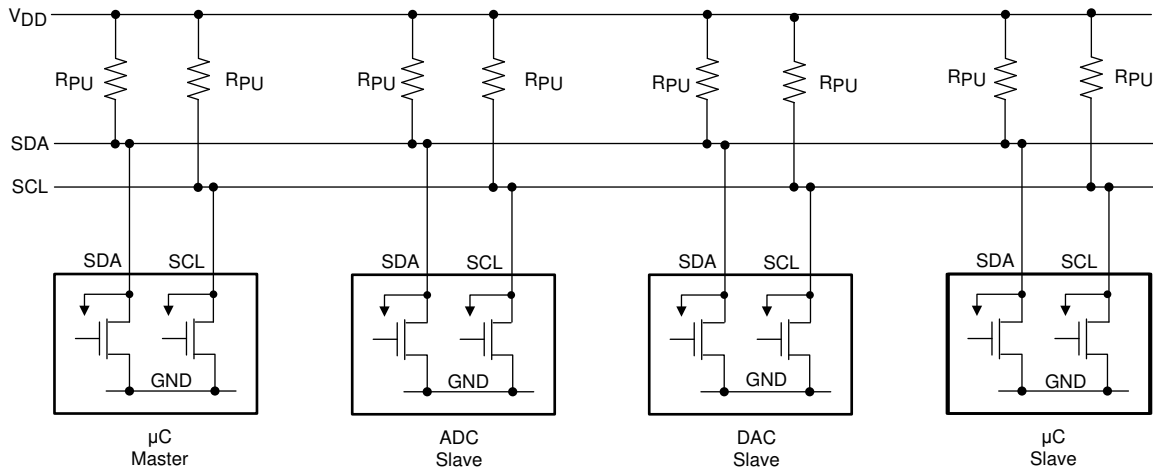 VDD
RPU RPU RPU RPU RPU RPU RPU RPU
SDA
SCL
SDA SCL SDA SCL SDA SCL SDA SCL
GND GND GND GND
µC
Master
ADC
Slave
DAC
Slave
µC
Slave